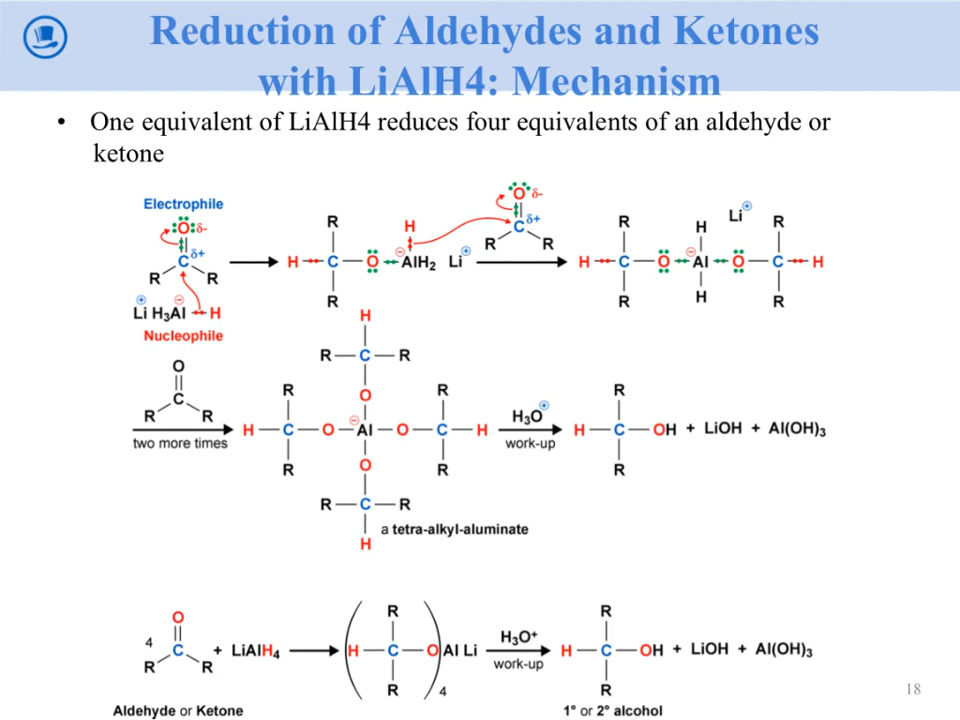 Reduction of Aldehydes and Ketones
with LiAlH4: Mechanism
• One equivalent of LiAlH4 reduces four equivalents of an aldehyde or
ketone
Electrophile
O δ-
C δ+
R R
Li H₃Al H
⊕ ⊖
Nucleophile
R
H C O AlH₂ Li
⊖ ⊕
R
H
O δ-
C δ+
R R
R H Li ⊕ R
H C O Al O C H
⊖
R H R
O
C
R R
two more times
H
R C R
O
R R
H C O Al O C H
⊖
R R
O
R C R
H
a tetra-alkyl-aluminate
H₃O ⊕
work-up
R
H C OH + LiOH + Al(OH)₃
R
4
O
C
R R
+ LiAlH₄
R
( H C O )₄ Al Li
R
H₃O⁺
work-up
R
H C OH + LiOH + Al(OH)₃
R
Aldehyde or Ketone
1° or 2° alcohol
18